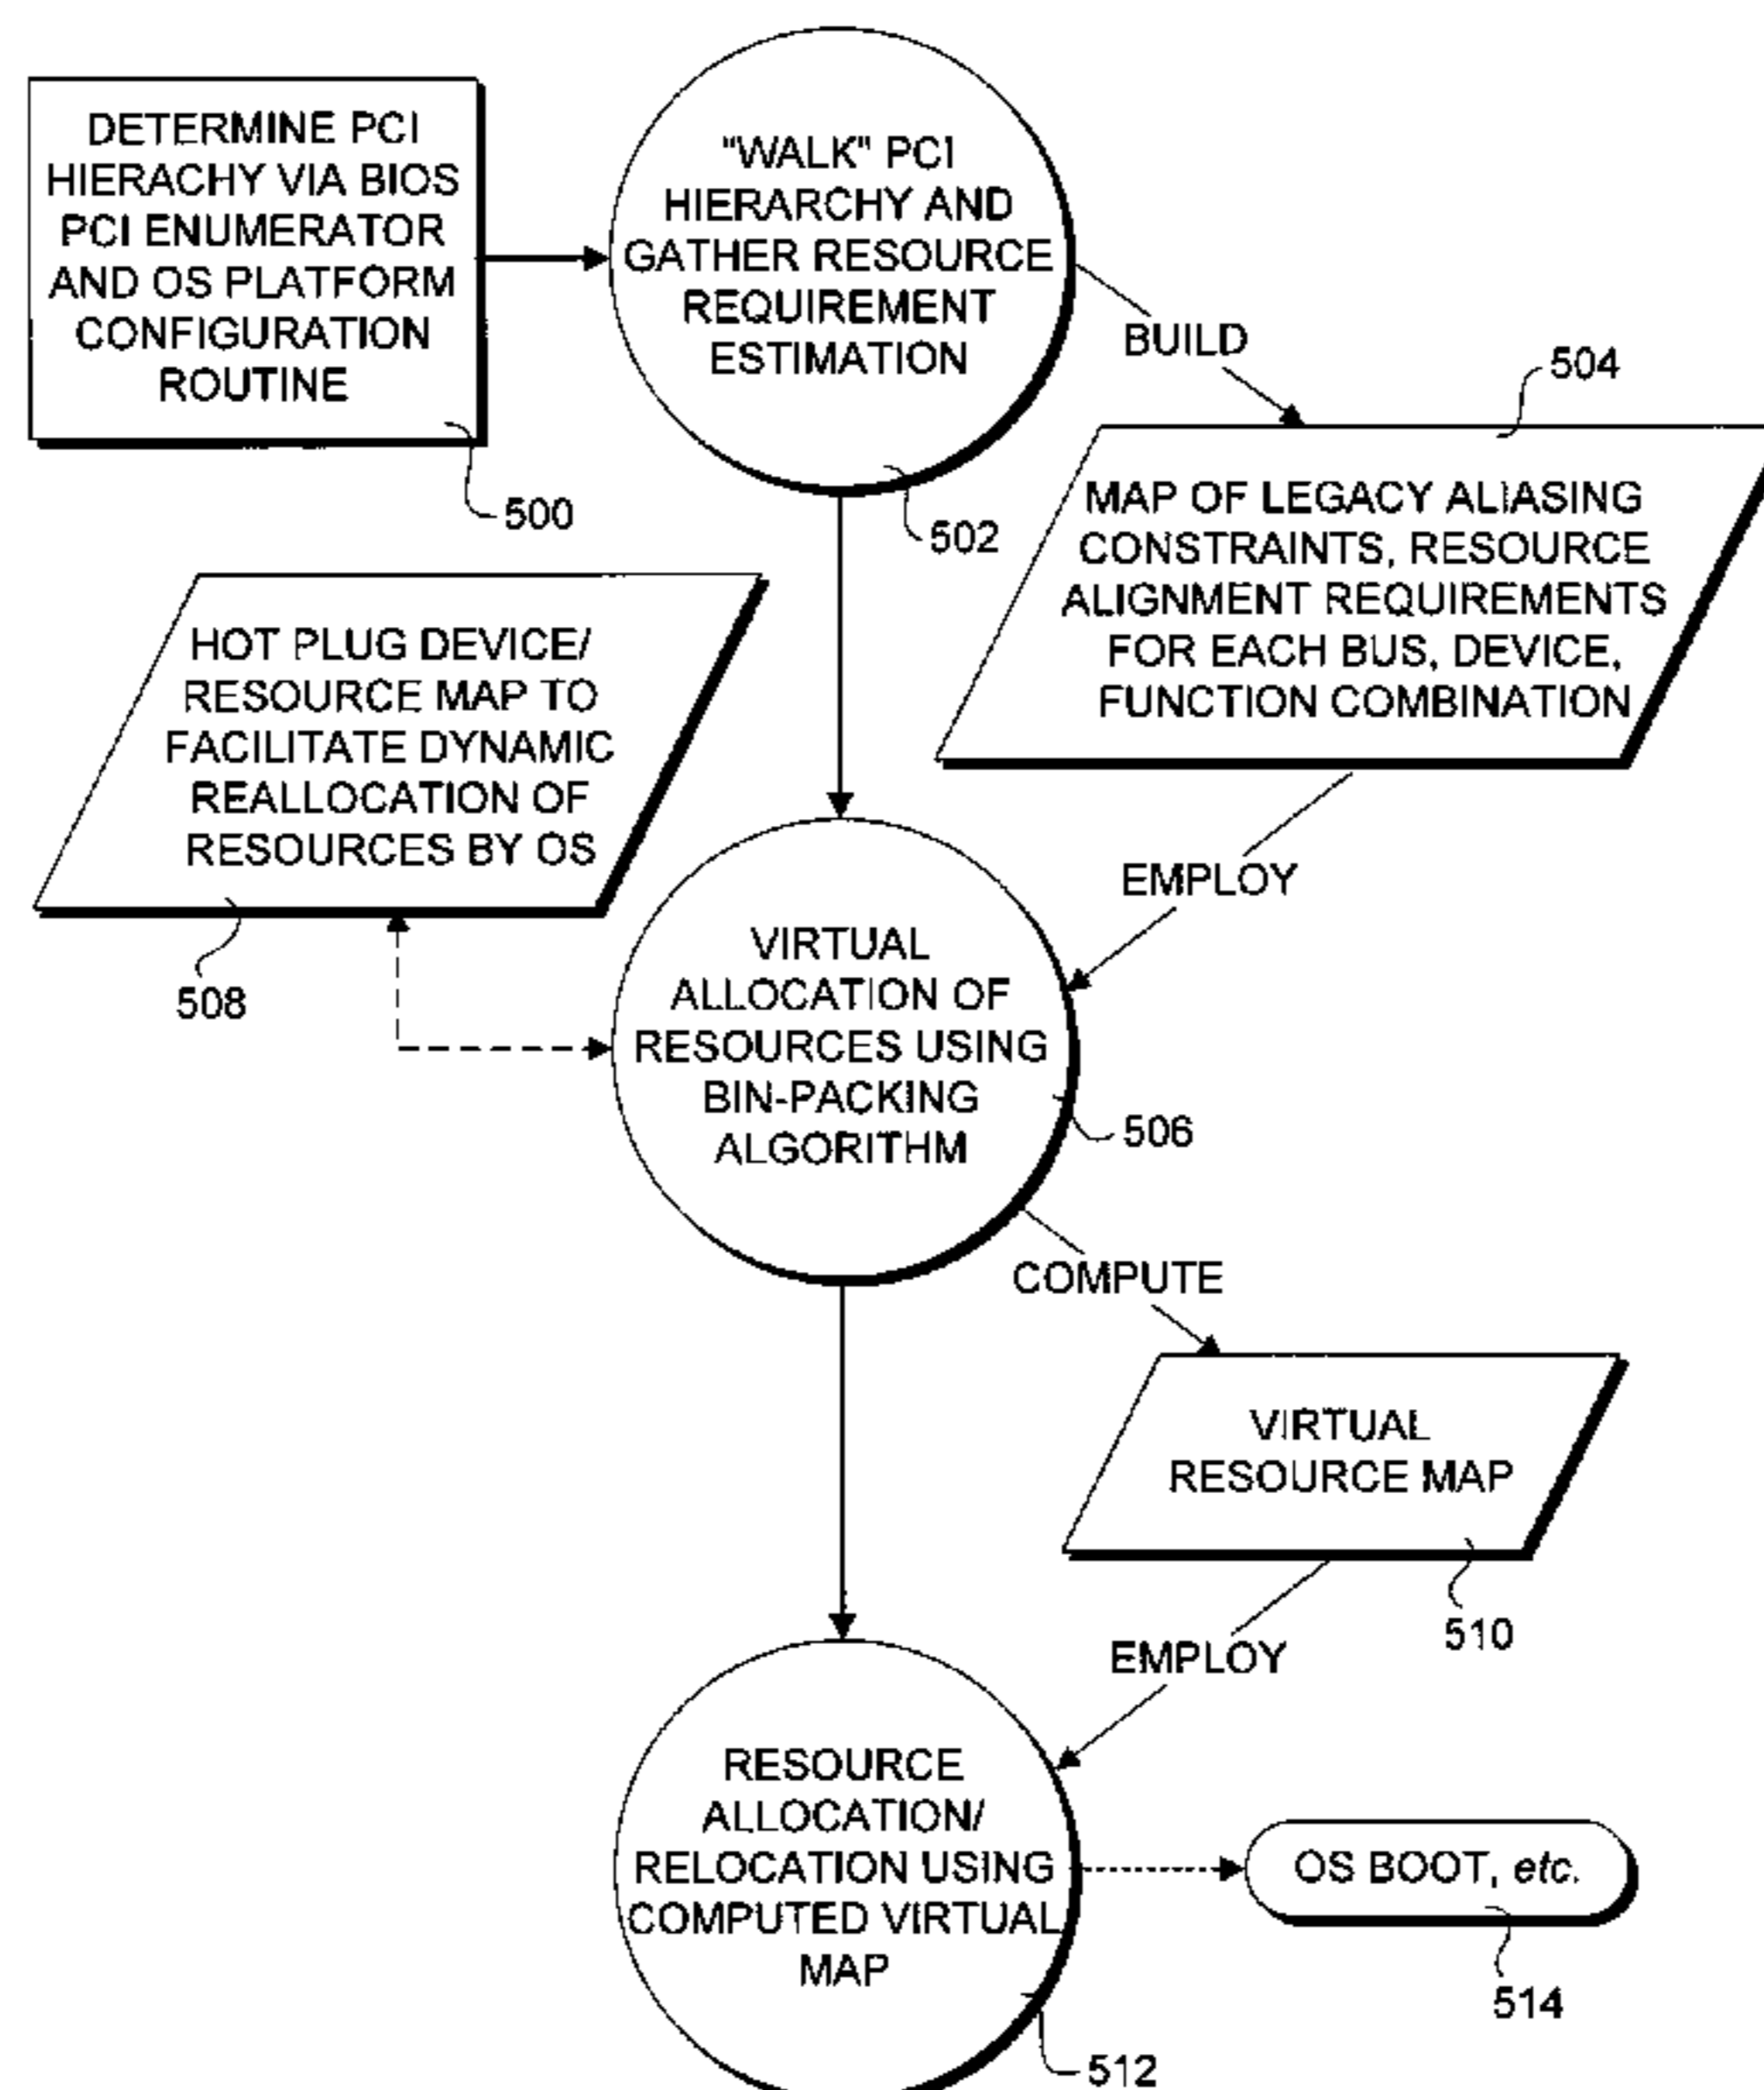 DETERMINE PCI
HIERACHY VIA BIOS
PCI ENUMERATOR
AND OS PLATFORM
CONFIGURATION
ROUTINE
500
"WALK" PCI
HIERARCHY AND
GATHER RESOURCE
REQUIREMENT
ESTIMATION
502
BUILD
504
MAP OF LEGACY ALIASING
CONSTRAINTS, RESOURCE
ALIGNMENT REQUIREMENTS
FOR EACH BUS, DEVICE,
FUNCTION COMBINATION
HOT PLUG DEVICE/
RESOURCE MAP TO
FACILITATE DYNAMIC
REALLOCATION OF
RESOURCES BY OS
508
EMPLOY
VIRTUAL
ALLOCATION OF
RESOURCES USING
BIN-PACKING
ALGORITHM
506
COMPUTE
VIRTUAL
RESOURCE MAP
510
EMPLOY
RESOURCE
ALLOCATION/
RELOCATION USING
COMPUTED VIRTUAL
MAP
512
OS BOOT, etc.
514